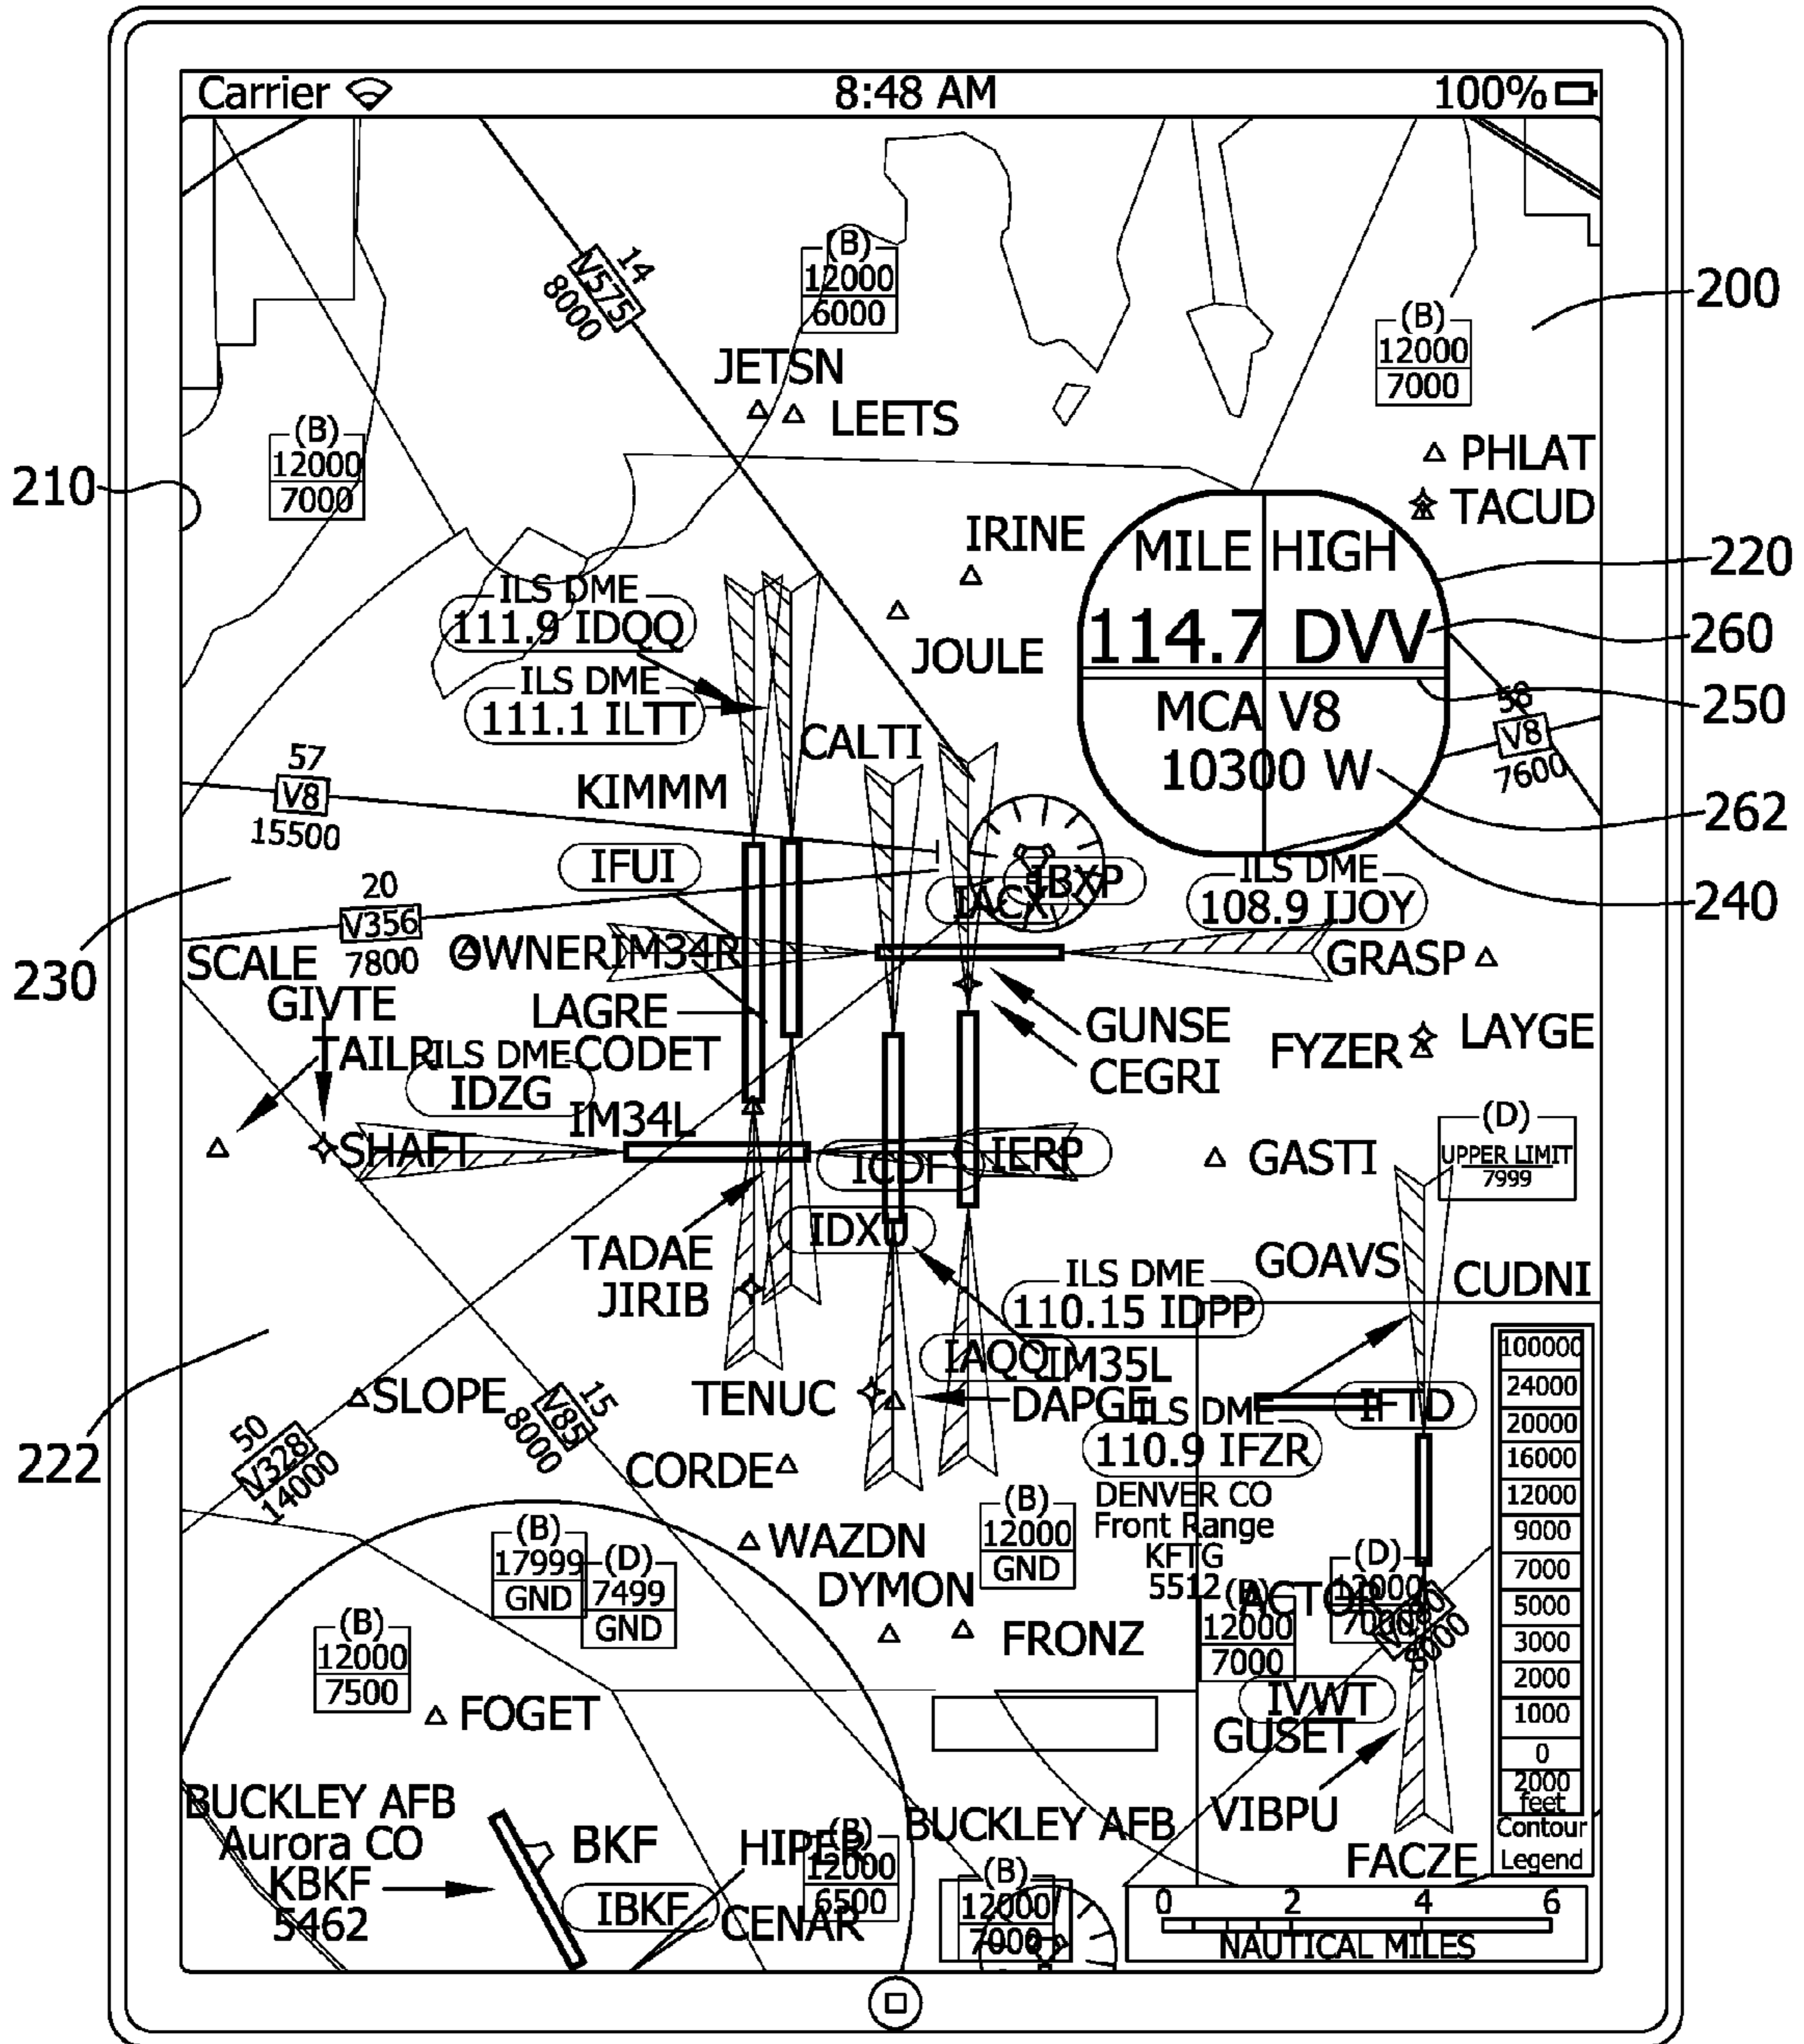 Carrier
8:48 AM
100%
14
V575
8000
(B)
12000
6000
200
(B)
12000
7000
JETSN
LEETS
(B)
12000
7000
210
PHLAT
TACUD
IRINE
MILE HIGH
220
ILS DME
111.9 IDQQ
114.7 DVV
260
JOULE
ILS DME
111.1 ILTT
MCA V8
10300 W
58
V8
7600
250
CALTI
57
V8
15500
KIMMM
262
IFUI
IBXP
IACX
ILS DME
108.9 IJOY
240
20
V356
7800
OWNER
IM34R
GRASP
SCALE
230
GIVTE
LAGRE
GUNSE
LAYGE
FYZER
TAILR
ILS DME
IDZG
CODET
CEGRI
IM34L
SHAFT
ICDF
IERP
GASTI
(D)
UPPER LIMIT
7999
IDXU
TADAE
JIRIB
GOAVS
CUDNI
ILS DME
110.15 IDPP
IAQQ
IM35L
222
SLOPE
TENUC
DAPGE
IFTD
15
V85
8000
50
V328
14000
CORDE
ILS DME
110.9 IFZR
DENVER CO
Front Range
KFTG
5512
100000
24000
20000
16000
12000
9000
7000
5000
3000
2000
1000
0
2000
feet
Contour
Legend
(B)
12000
GND
(B)
17999
GND
(D)
7499
GND
WAZDN
DYMON
FRONZ
ACTOR
(D)
12000
7000
8000
(B)
12000
7000
(B)
12000
7500
FOGET
IVWT
GUSET
VIBPU
FACZE
BUCKLEY AFB
Aurora CO
KBKF
5462
BKF
IBKF
HIPER
CENAR
(B)
12000
6500
BUCKLEY AFB
(B)
12000
7000
0 2 4 6
NAUTICAL MILES